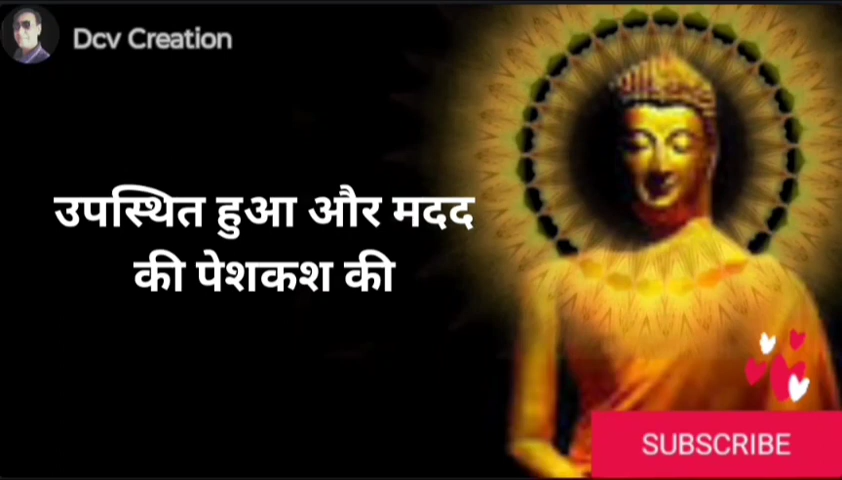 Dcv Creation
उपस्थित हुआ और मदद
की पेशकश की
SUBSCRIBE